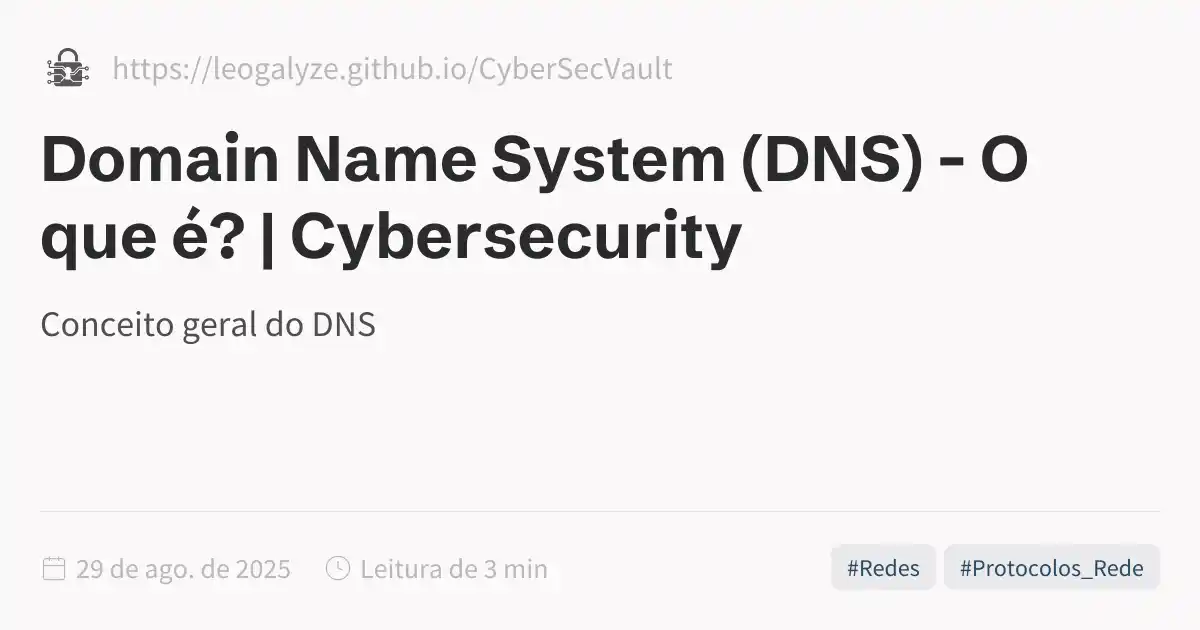 https://leogalyze.github.io/CyberSecVault
Domain Name System (DNS) - O
que é? | Cybersecurity
Conceito geral do DNS
29 de ago. de 2025 Leitura de 3 min #Redes #Protocolos_Rede